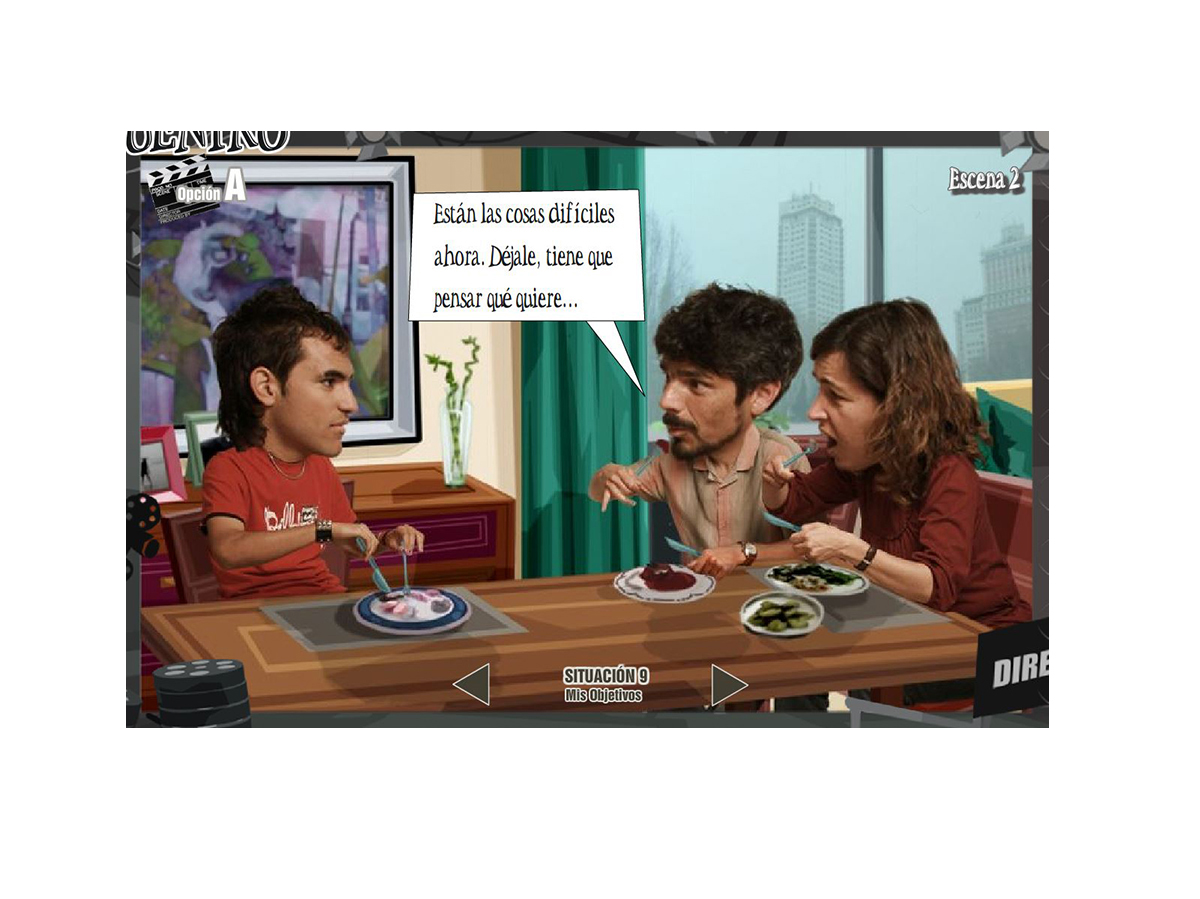 Opción A
Escena 2
Están las cosas difíciles
ahora. Déjale, tiene que
pensar qué quiere...
SITUACIÓN 9
Mis Objetivos
DIRE